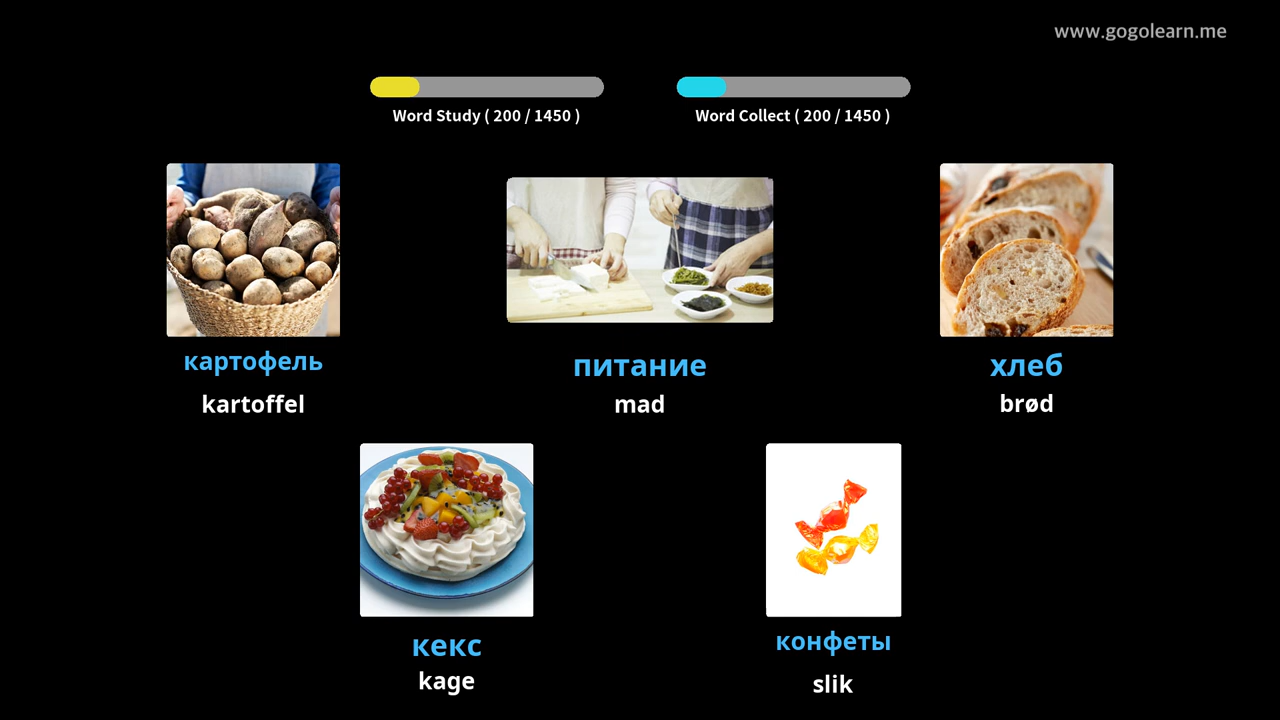 www.gogolearn.me
Word Study ( 200 / 1450 )
Word Collect ( 200 / 1450 )
картофель
kartoffel
питание
mad
хлеб
brød
кекс
kage
конфеты
slik